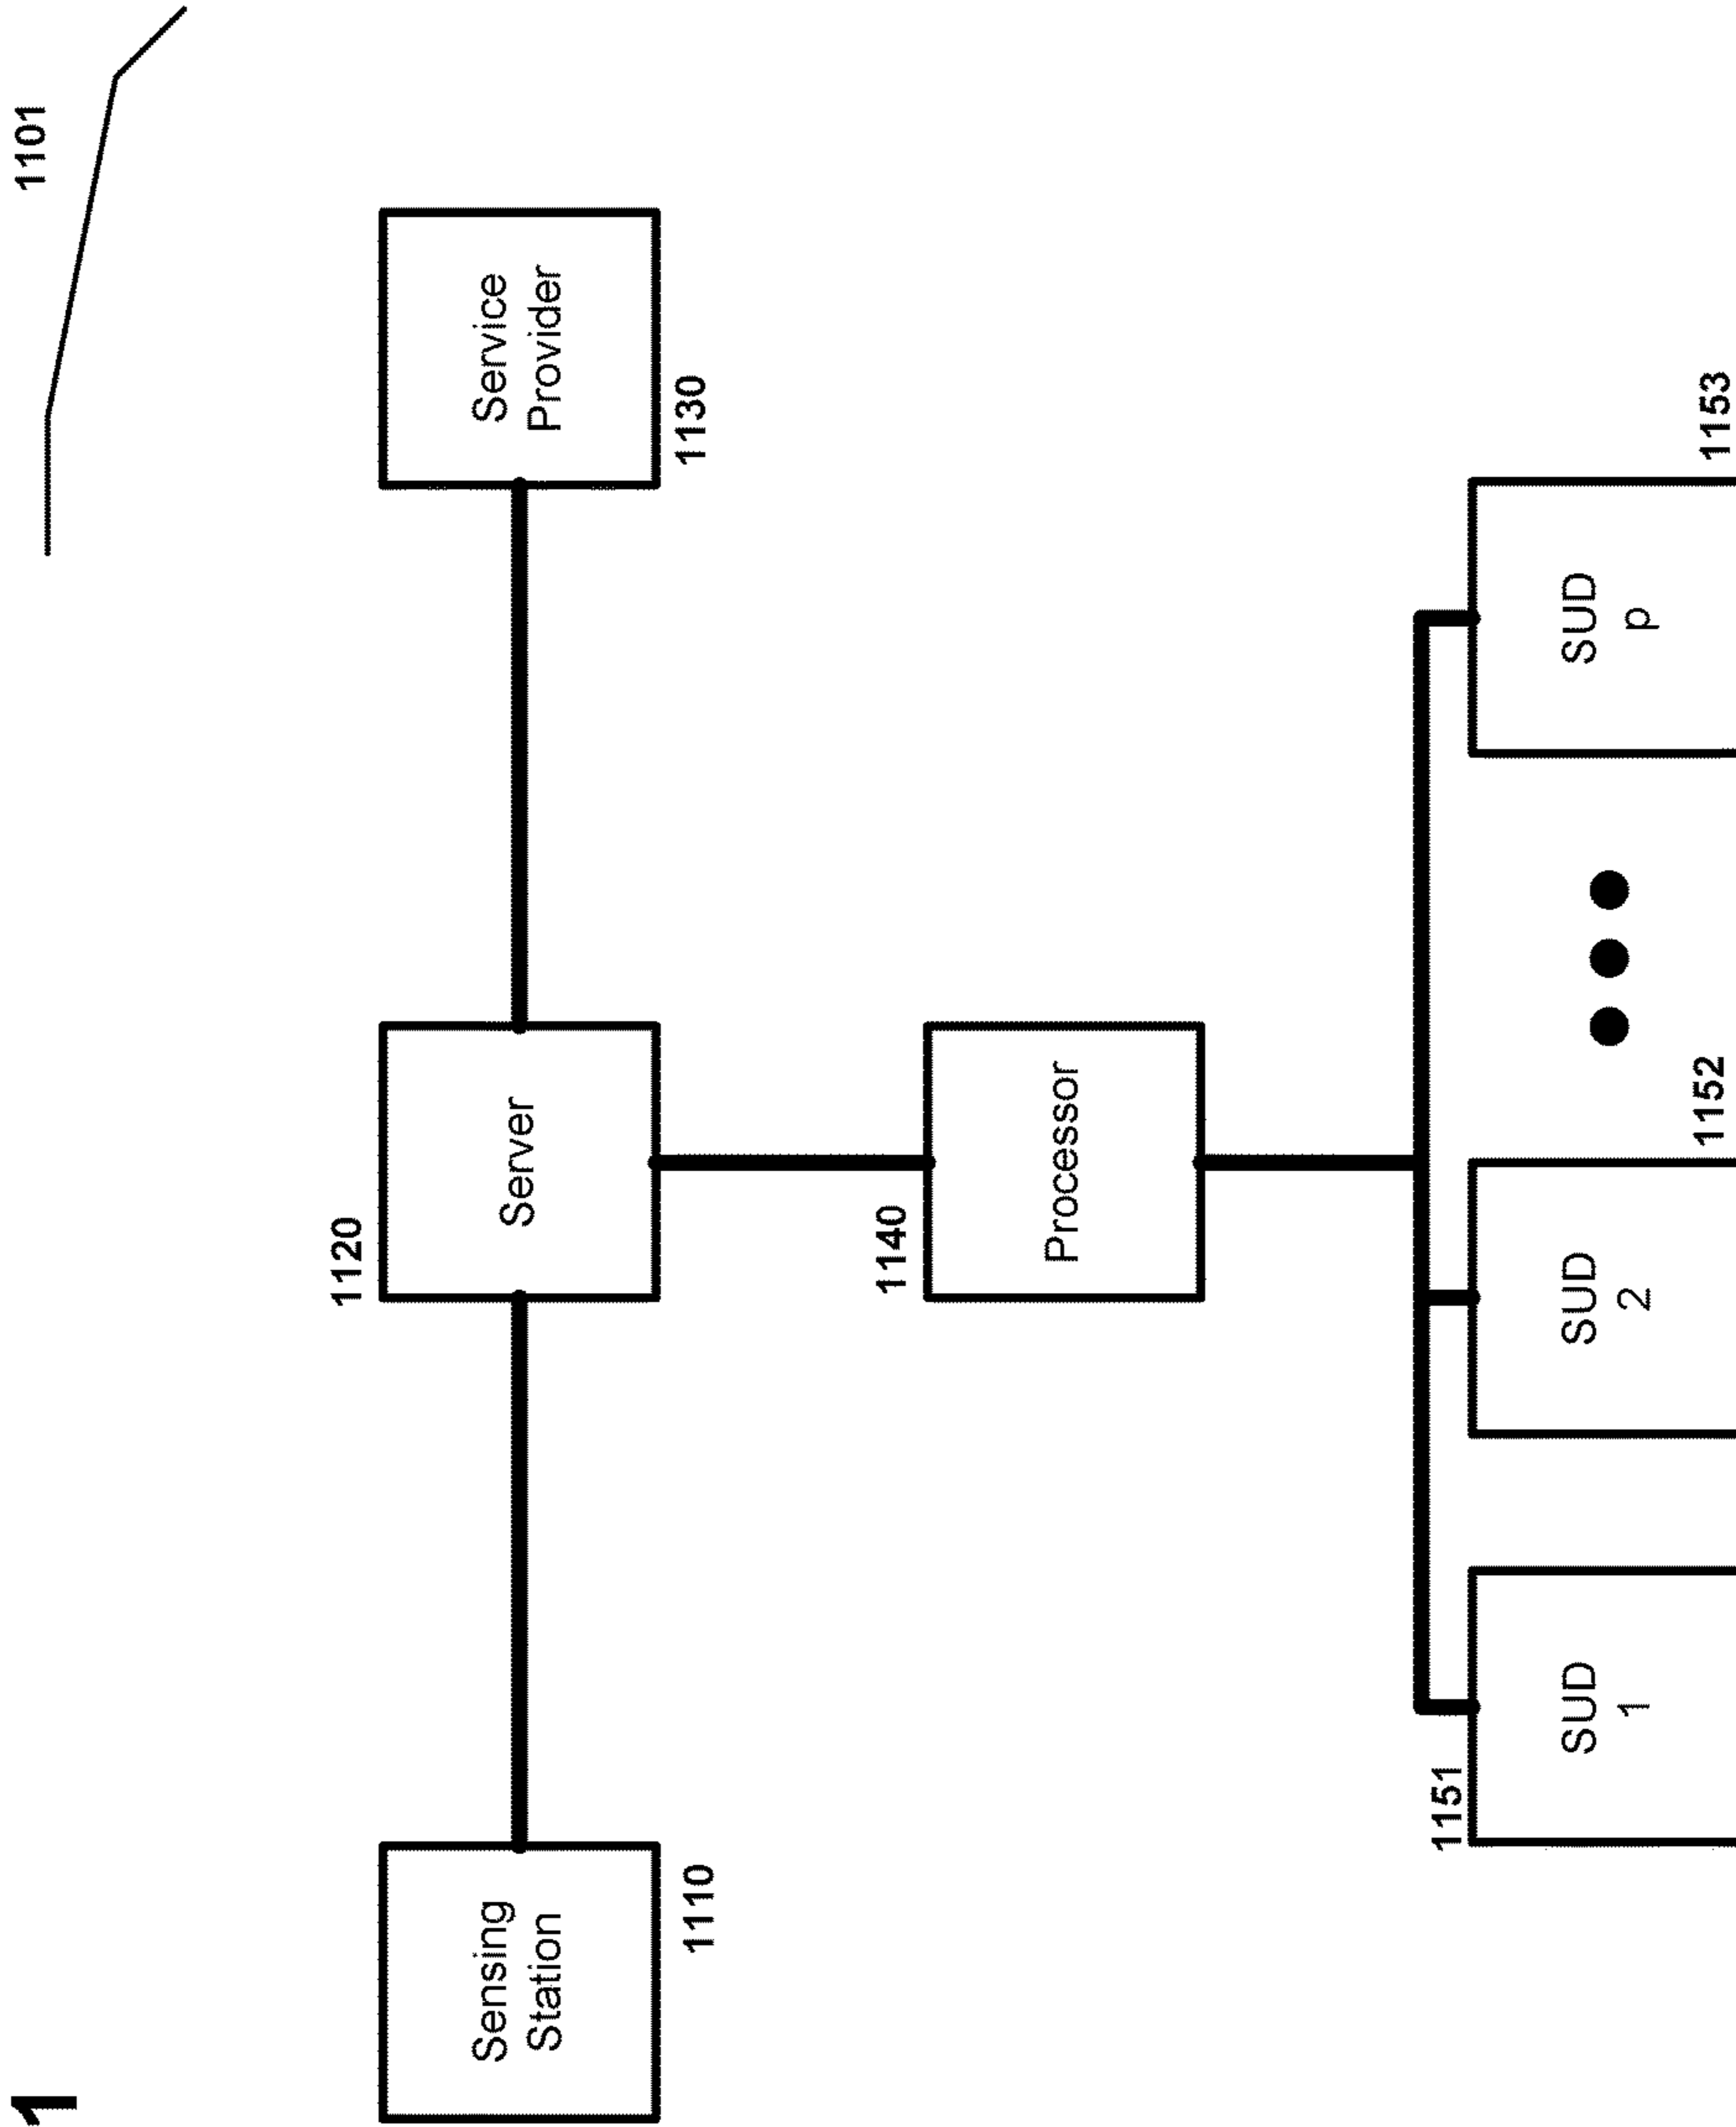 1
1101
1120
Sensing
Station
Server
Service
Provider
1110
1130
1140
Processor
1151
SUD
1
SUD
2
SUD
p
1152
1153